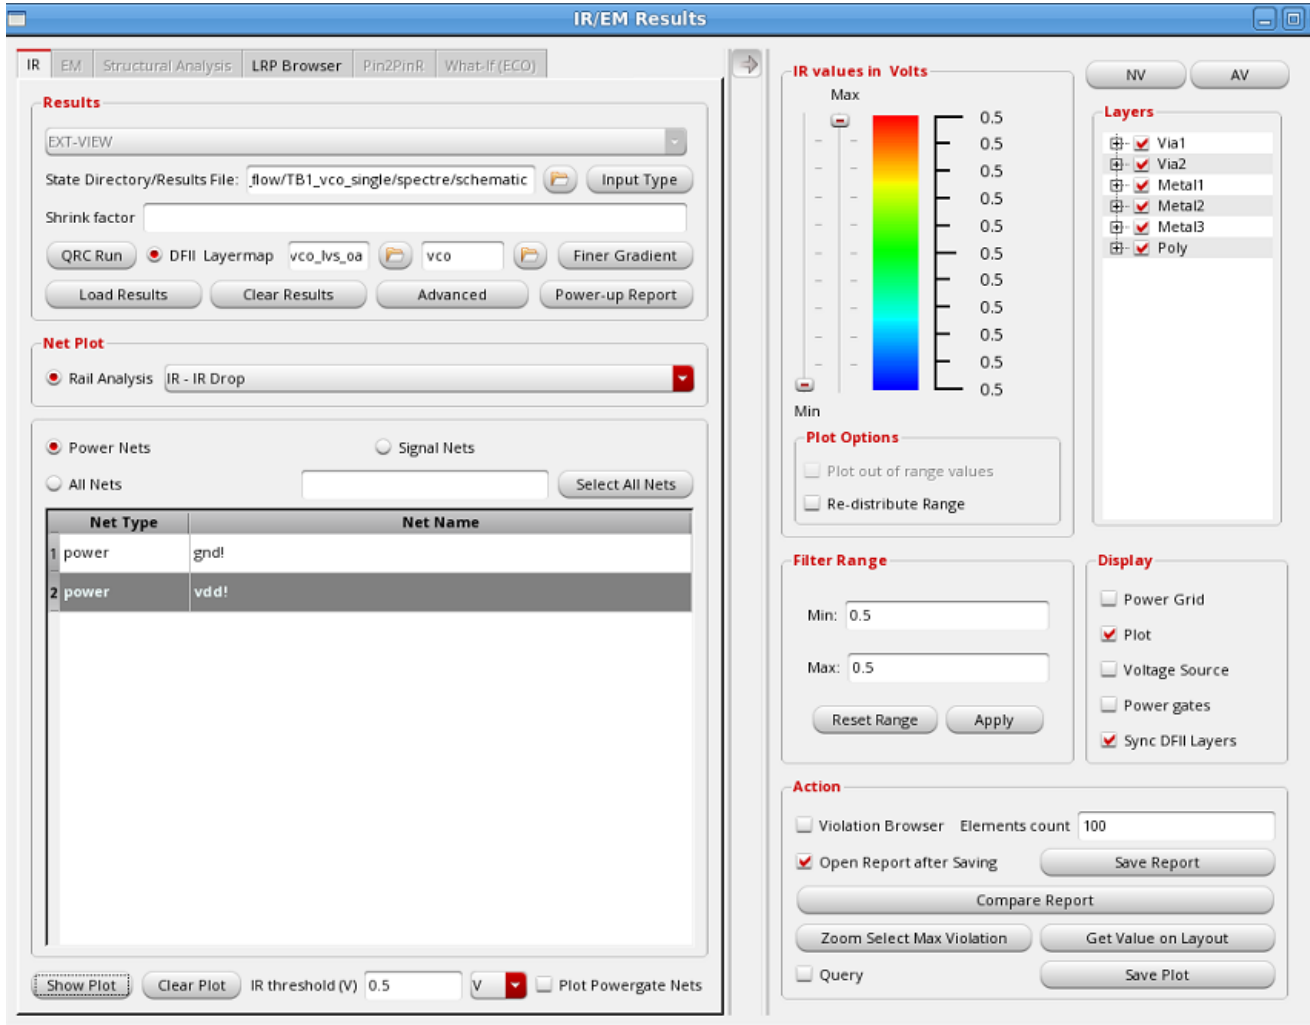 IR/EM Results
IR EM Structural Analysis LRP Browser Pin2PinR What-If (ECO)
Results
EXT-VIEW
State Directory/Results File: _flow/TB1_vco_single/spectre/schematic Input Type
Shrink factor
QRC Run DFII Layermap vco_lvs_oa vco Finer Gradient
Load Results Clear Results Advanced Power-up Report
Net Plot
Rail Analysis IR - IR Drop
Power Nets Signal Nets
All Nets Select All Nets
Net Type Net Name
1 power gnd!
2 power vdd!
Show Plot Clear Plot IR threshold (V) 0.5 V Plot Powergate Nets
IR values in Volts
Max
0.5
0.5
0.5
0.5
0.5
0.5
0.5
0.5
0.5
0.5
0.5
Min
Plot Options
Plot out of range values
Re-distribute Range
NV AV
Layers
Via1
Via2
Metal1
Metal2
Metal3
Poly
Filter Range
Min: 0.5
Max: 0.5
Reset Range Apply
Display
Power Grid
Plot
Voltage Source
Power gates
Sync DFII Layers
Action
Violation Browser Elements count 100
Open Report after Saving Save Report
Compare Report
Zoom Select Max Violation Get Value on Layout
Query Save Plot